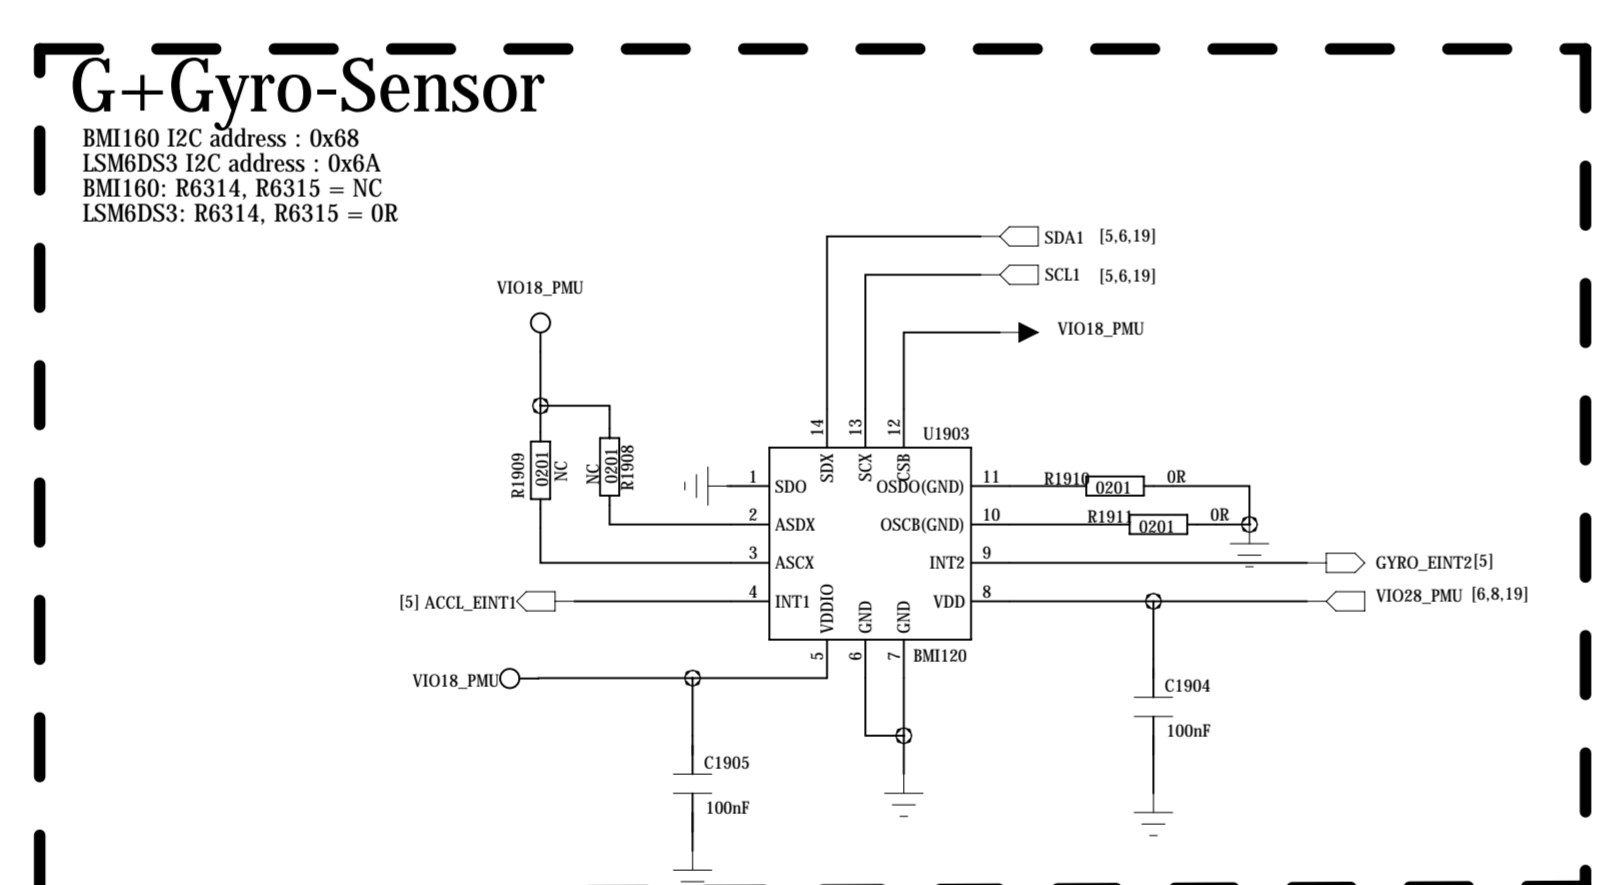 G+Gyro-Sensor
BMI160 I2C address : 0x68
LSM6DS3 I2C address : 0x6A
BMI160: R6314, R6315 = NC
LSM6DS3: R6314, R6315 = 0R
SDA1 [5,6,19]
SCL1 [5,6,19]
VIO18_PMU
VIO18_PMU
R1909
0201
NC
NC
0201
R1908
14
13
12
U1903
SDX
SCX
CSB
1
SDO
2
ASDX
3
ASCX
[5] ACCL_EINT1
4
INT1
OSDO(GND)
11
R1910
0201
0R
OSCB(GND)
10
R1911
0201
0R
INT2
9
GYRO_EINT2[5]
VDD
8
VIO28_PMU [6,8,19]
VDDIO
GND
GND
5
6
7
BMI120
VIO18_PMU
C1904
100nF
C1905
100nF